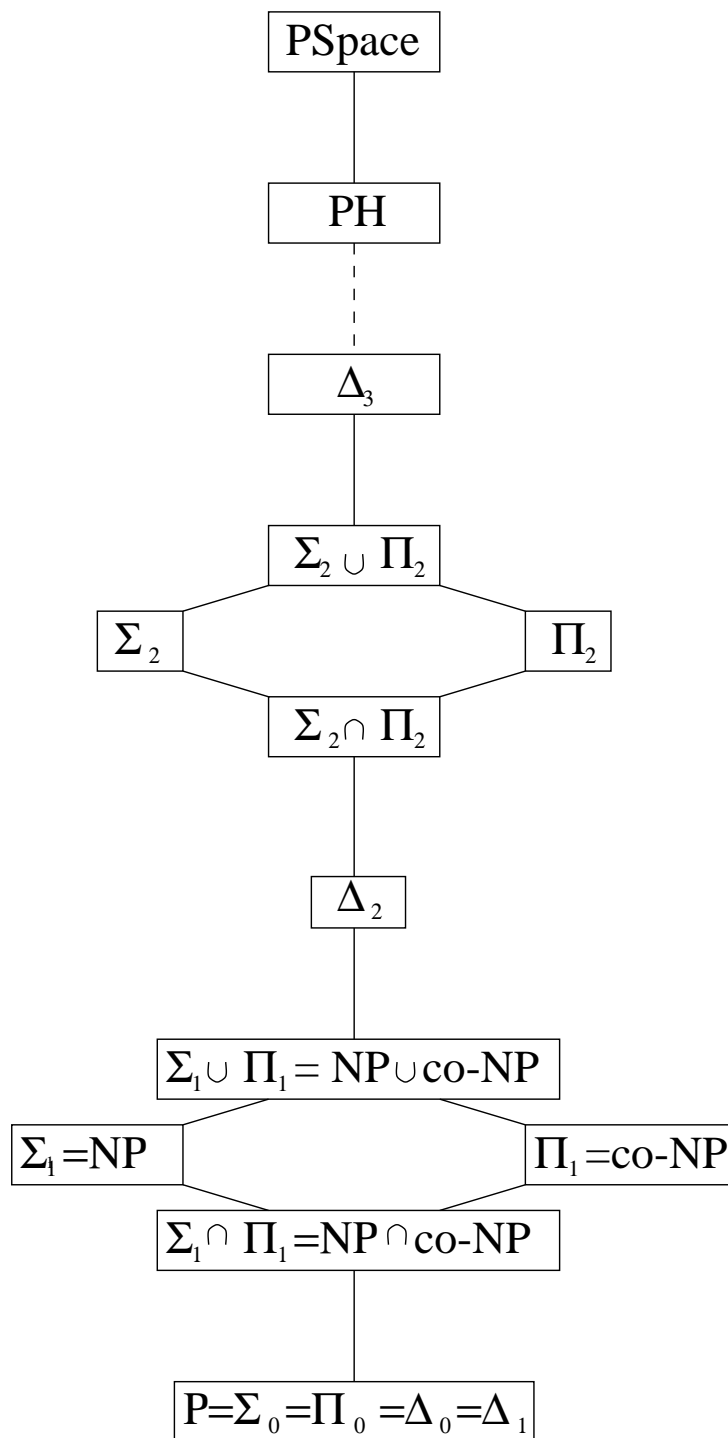 PSpace
PH
Δ₃
Σ₂ ∪ Π₂
Σ₂
Π₂
Σ₂ ∩ Π₂
Δ₂
Σ₁ ∪ Π₁ = NP ∪ co-NP
Σ₁=NP
Π₁=co-NP
Σ₁ ∩ Π₁=NP ∩ co-NP
P=Σ₀=Π₀=Δ₀=Δ₁